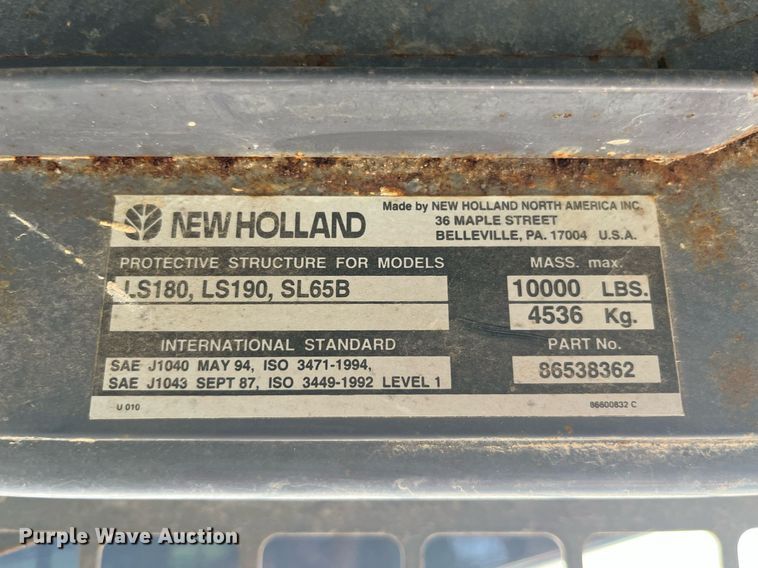 NEW HOLLAND
Made by NEW HOLLAND NORTH AMERICA INC.
36 MAPLE STREET
BELLEVILLE, PA. 17004 U.S.A.
PROTECTIVE STRUCTURE FOR MODELS
LS180, LS190, SL65B
MASS. max.
10000 LBS.
4536 Kg.
INTERNATIONAL STANDARD
SAE J1040 MAY 94, ISO 3471-1994,
SAE J1043 SEPT 87, ISO 3449-1992 LEVEL 1
PART No.
86538362
U 010
86600832 C
Purple Wave Auction